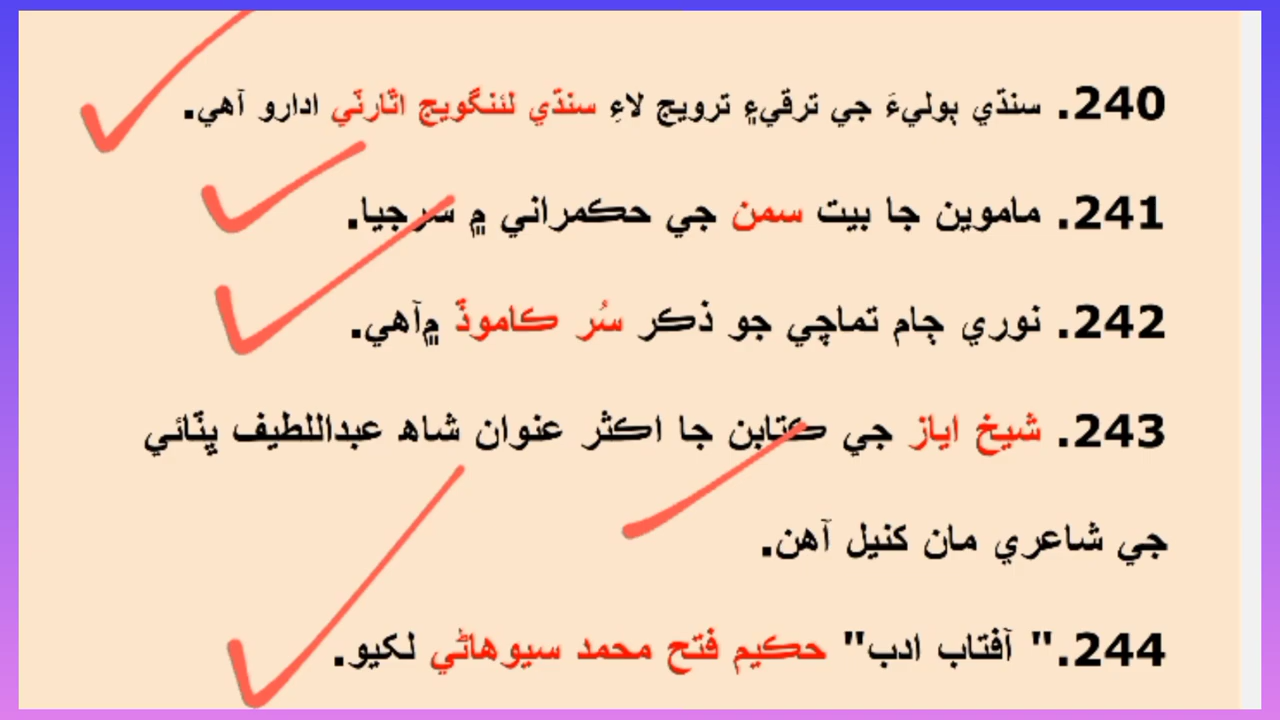 240. سنڌي ٻوليءَ جي ترقيءِ ترويج لاءِ سنڌي لئنگويج اٿارٽي ادارو آهي.
241. ماموين جا بيت سمن جي حڪمراني ۾ سرجيا.
242. نوري ڄام تماچي جو ذڪر سُر ڪاموڏ ۾آهي.
243. شيخ اياز جي ڪتابن جا اڪثر عنوان شاھ عبداللطيف ڀٽائي
جي شاعري مان کنيل آهن.
244." آفتاب ادب" حڪيم فتح محمد سيوهاڻي لکيو.